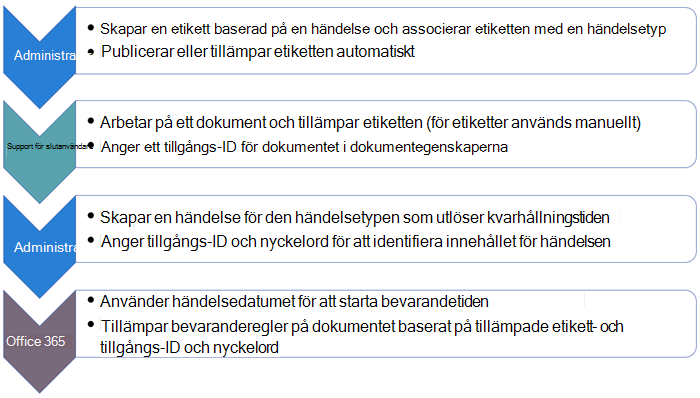 Administra
Skapar en etikett baserad på en händelse och associerar etiketten med en händelsetyp
Publicerar eller tillämpar etiketten automatiskt
Support för slutanvändare
Arbetar på ett dokument och tillämpar etiketten (för etiketter används manuellt)
Anger ett tillgångs-ID för dokumentet i dokumentegenskaperna
Administra
Skapar en händelse för den händelsetypen som utlöser kvarhållningstiden
Anger tillgångs-ID och nyckelord för att identifiera innehållet för händelsen
Office 365
Använder händelsedatumet för att starta bevarandetiden
Tillämpar bevaranderegler på dokumentet baserat på tillämpade etikett- och
tillgångs-ID och nyckelord